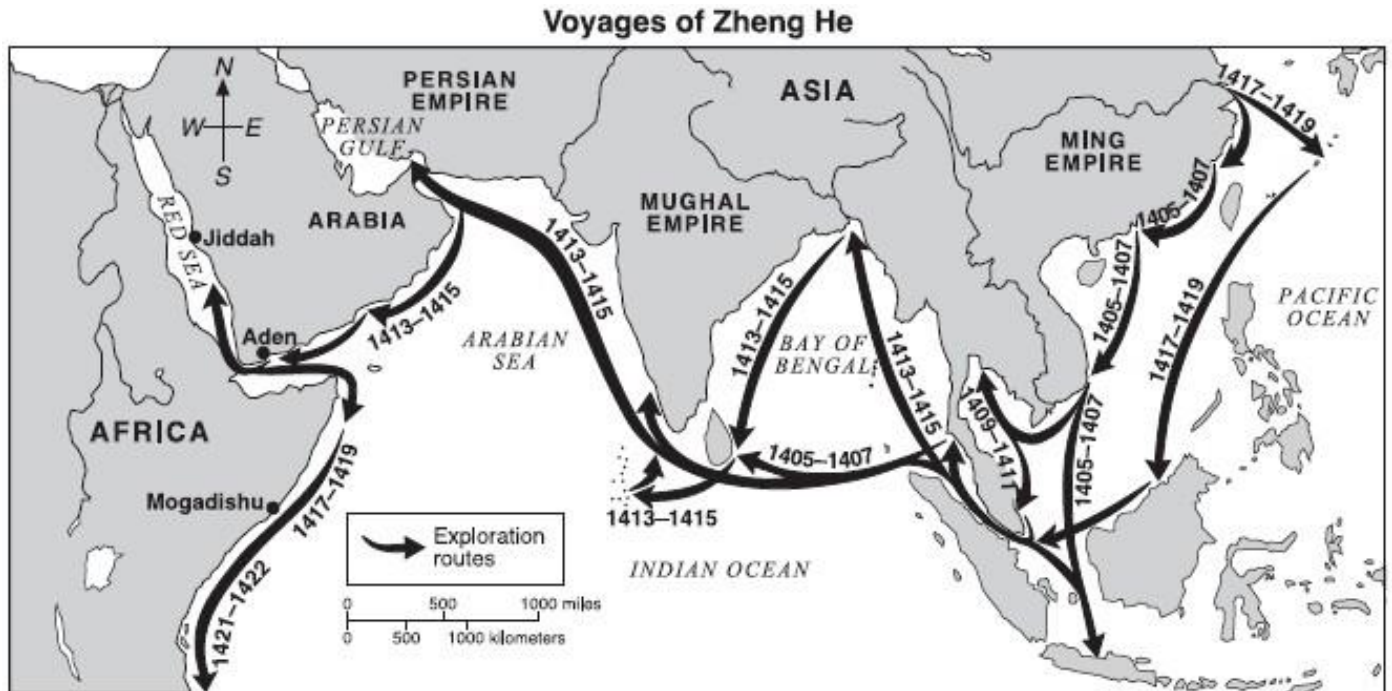 Voyages of Zheng He
N
W
E
S
PERSIAN
EMPIRE
PERSIAN
GULF
ASIA
MING
EMPIRE
MUGHAL
EMPIRE
ARABIA
RED SEA
Jiddah
Aden
ARABIAN
SEA
BAY OF
BENGAL
PACIFIC
OCEAN
AFRICA
Mogadishu
INDIAN OCEAN
1417–1419
1405–1407
1405–1407
1417–1419
1405–1407
1409–1411
1413–1415
1413–1415
1413–1415
1413–1415
1405–1407
1413–1415
1417–1419
1421–1422
Exploration
routes
0 500 1000 miles
0 500 1000 kilometers